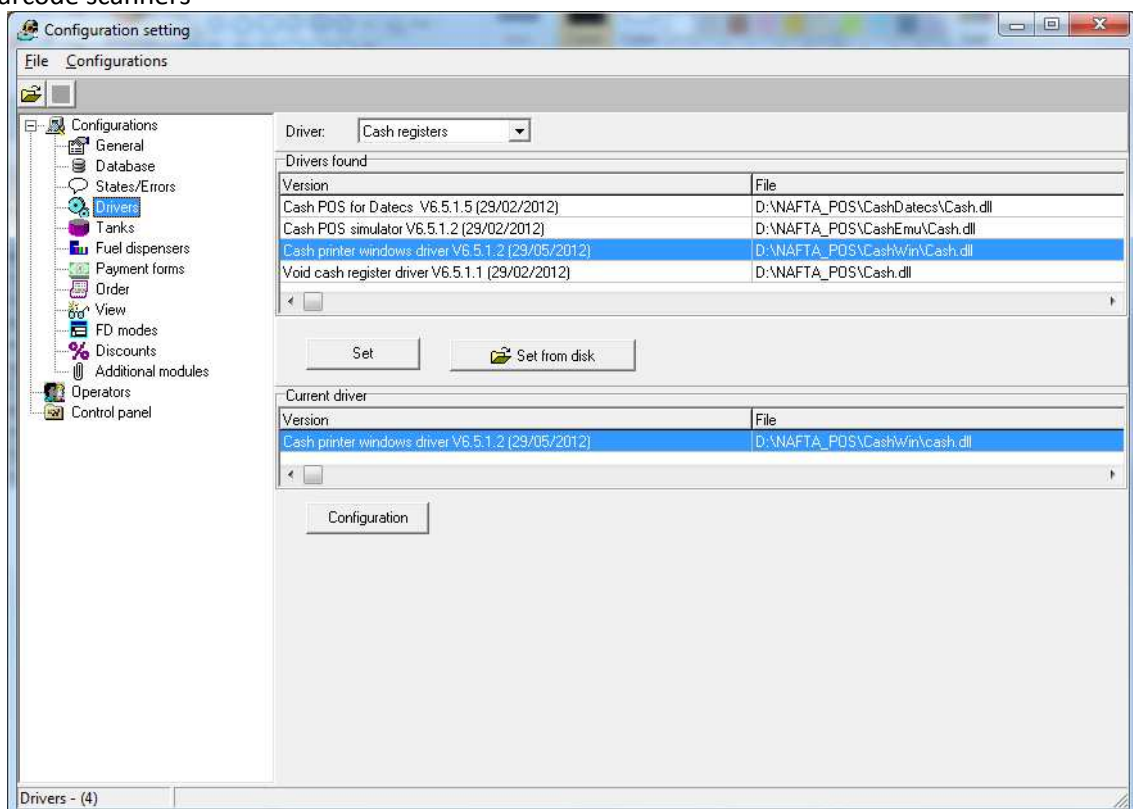 arcode scanners
Configuration setting
File Configurations
Configurations
General
Database
States/Errors
Drivers
Tanks
Fuel dispensers
Payment forms
Order
View
FD modes
Discounts
Additional modules
Operators
Control panel
Driver: Cash registers
Drivers found
Version File
Cash POS for Datecs V6.5.1.5 (29/02/2012) D:\NAFTA_POS\CashDatecs\Cash.dll
Cash POS simulator V6.5.1.2 (29/02/2012) D:\NAFTA_POS\CashEmu\Cash.dll
Cash printer windows driver V6.5.1.2 (29/05/2012) D:\NAFTA_POS\CashWin\Cash.dll
Void cash register driver V6.5.1.1 (29/02/2012) D:\NAFTA_POS\Cash.dll
Set Set from disk
Current driver
Version File
Cash printer windows driver V6.5.1.2 (29/05/2012) D:\NAFTA_POS\CashWin\cash.dll
Configuration
Drivers - (4)